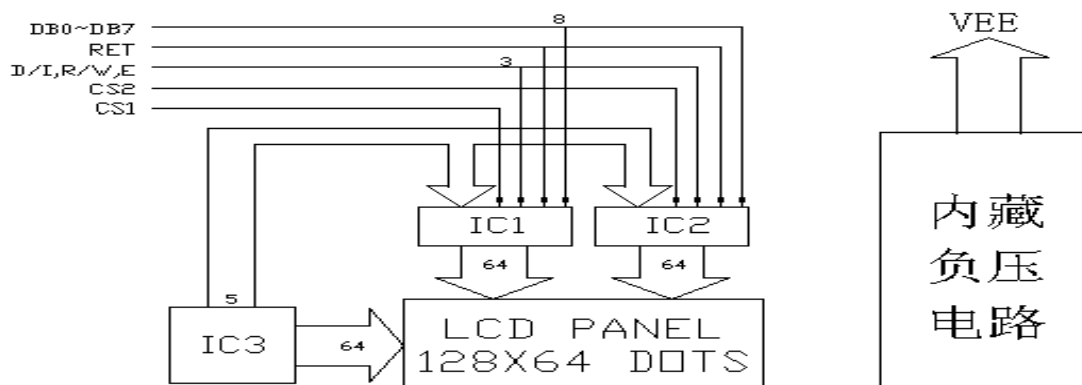 DB0~DB7
RET
D/I,R/W,E
CS2
CS1
8
3
VEE
IC1
IC2
64
64
5
IC3
64
LCD PANEL
128X64 DOTS
内藏
负压
电路